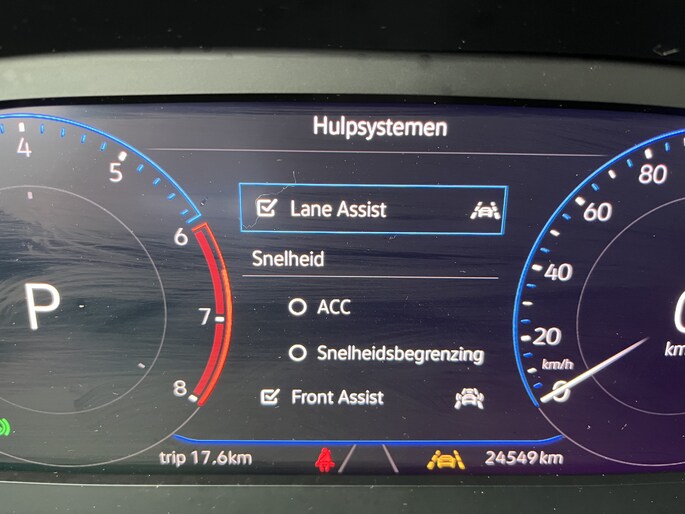 Hulpsystemen
4
5
6
7
8
P
Lane Assist
Snelheid
ACC
Snelheidsbegrenzing
Front Assist
80
60
40
20
km/h
0
trip 17,6km
24549 km